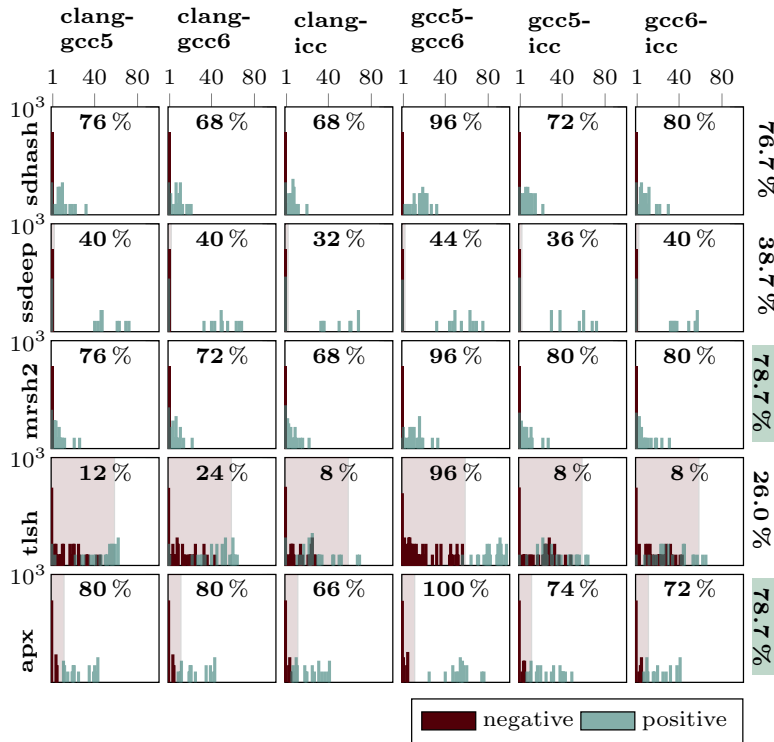 clang- clang- clang- gcc5- gcc5- gcc6-
gcc5 gcc6 icc gcc6 icc icc
1 40 80 1 40 80 1 40 80 1 40 80 1 40 80 1 40 80
10³
sdhash 76 % 68 % 68 % 96 % 72 % 80 % 76.7 %
10³
ssdeep 40 % 40 % 32 % 44 % 36 % 40 % 38.7 %
10³
mrsh2 76 % 72 % 68 % 96 % 80 % 80 % 78.7 %
10³
tlsh 12 % 24 % 8 % 96 % 8 % 8 % 26.0 %
10³
apx 80 % 80 % 66 % 100 % 74 % 72 % 78.7 %
negative positive